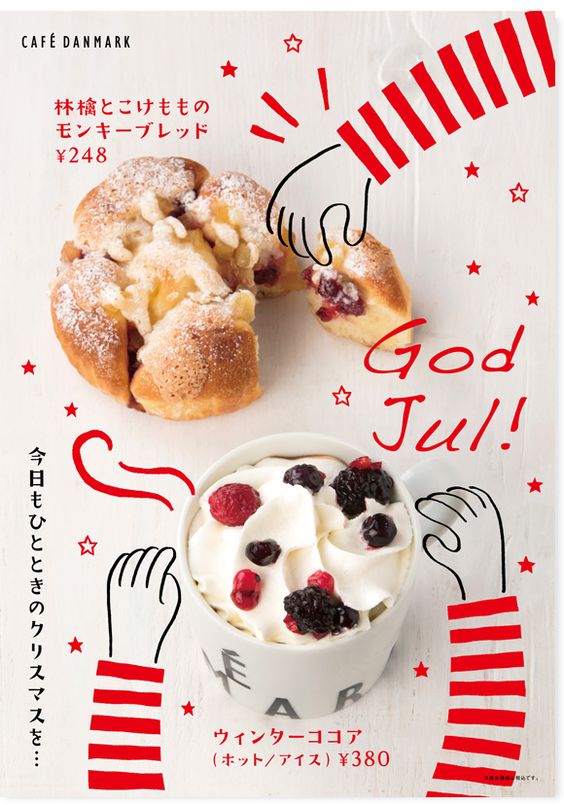 CAFÉ DANMARK
林檎とこけももの
モンキーブレッド
¥248
God
Jul!
今日もひとときのクリスマスを…
ウィンターココア
(ホット/アイス) ¥380